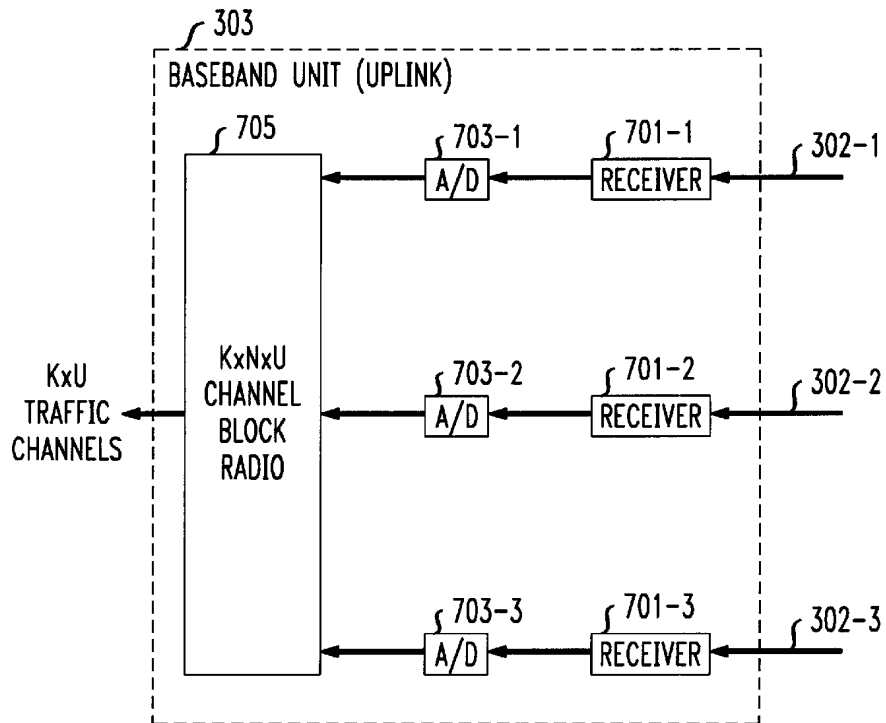 303
BASEBAND UNIT (UPLINK)
705
703-1
701-1
302-1
A/D
RECEIVER
KxU
TRAFFIC
CHANNELS
KxNxU
CHANNEL
BLOCK
RADIO
703-2
701-2
302-2
A/D
RECEIVER
703-3
701-3
302-3
A/D
RECEIVER